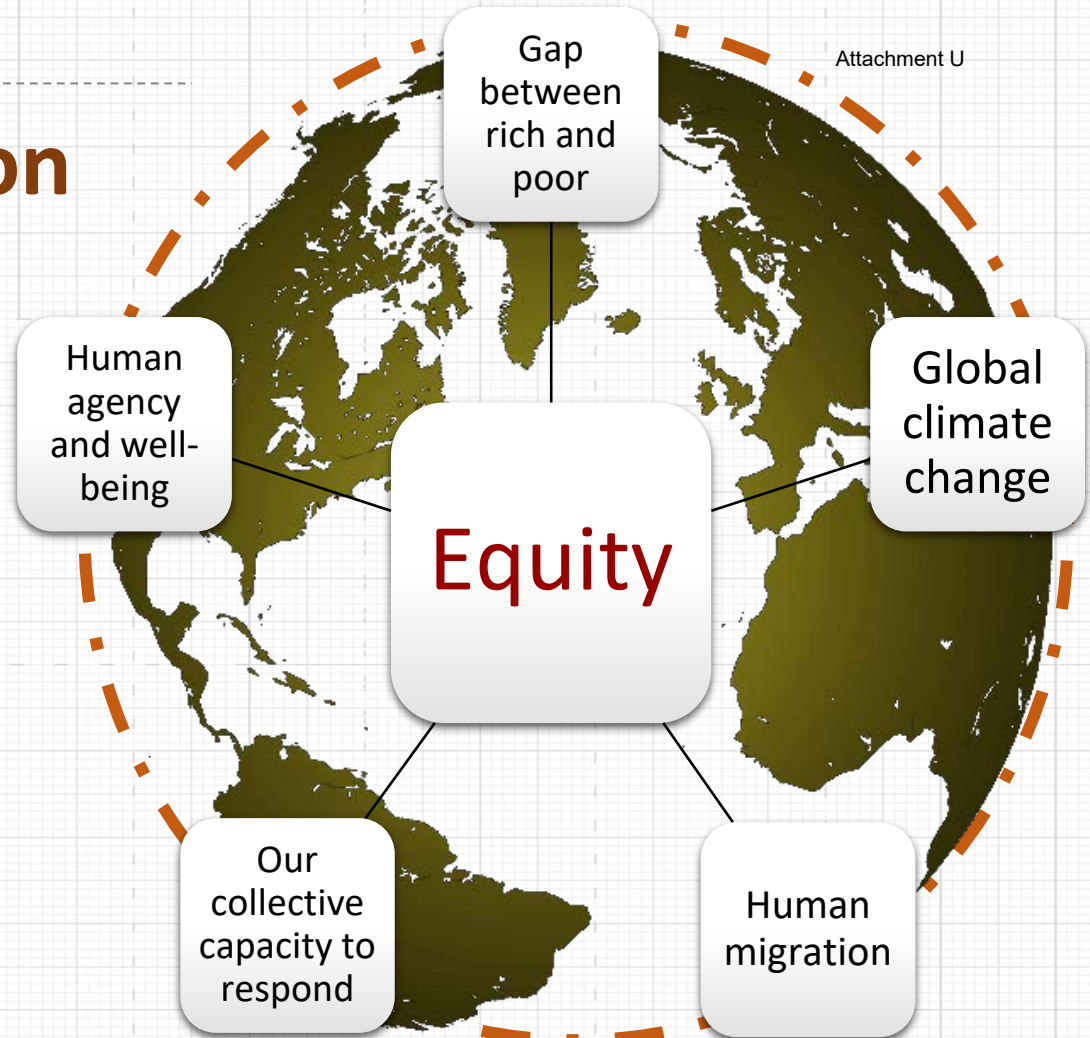 Attachment U
on
Gap
between
rich and
poor
Human
agency
and well-
being
Global
climate
change
Equity
Our
collective
capacity to
respond
Human
migration